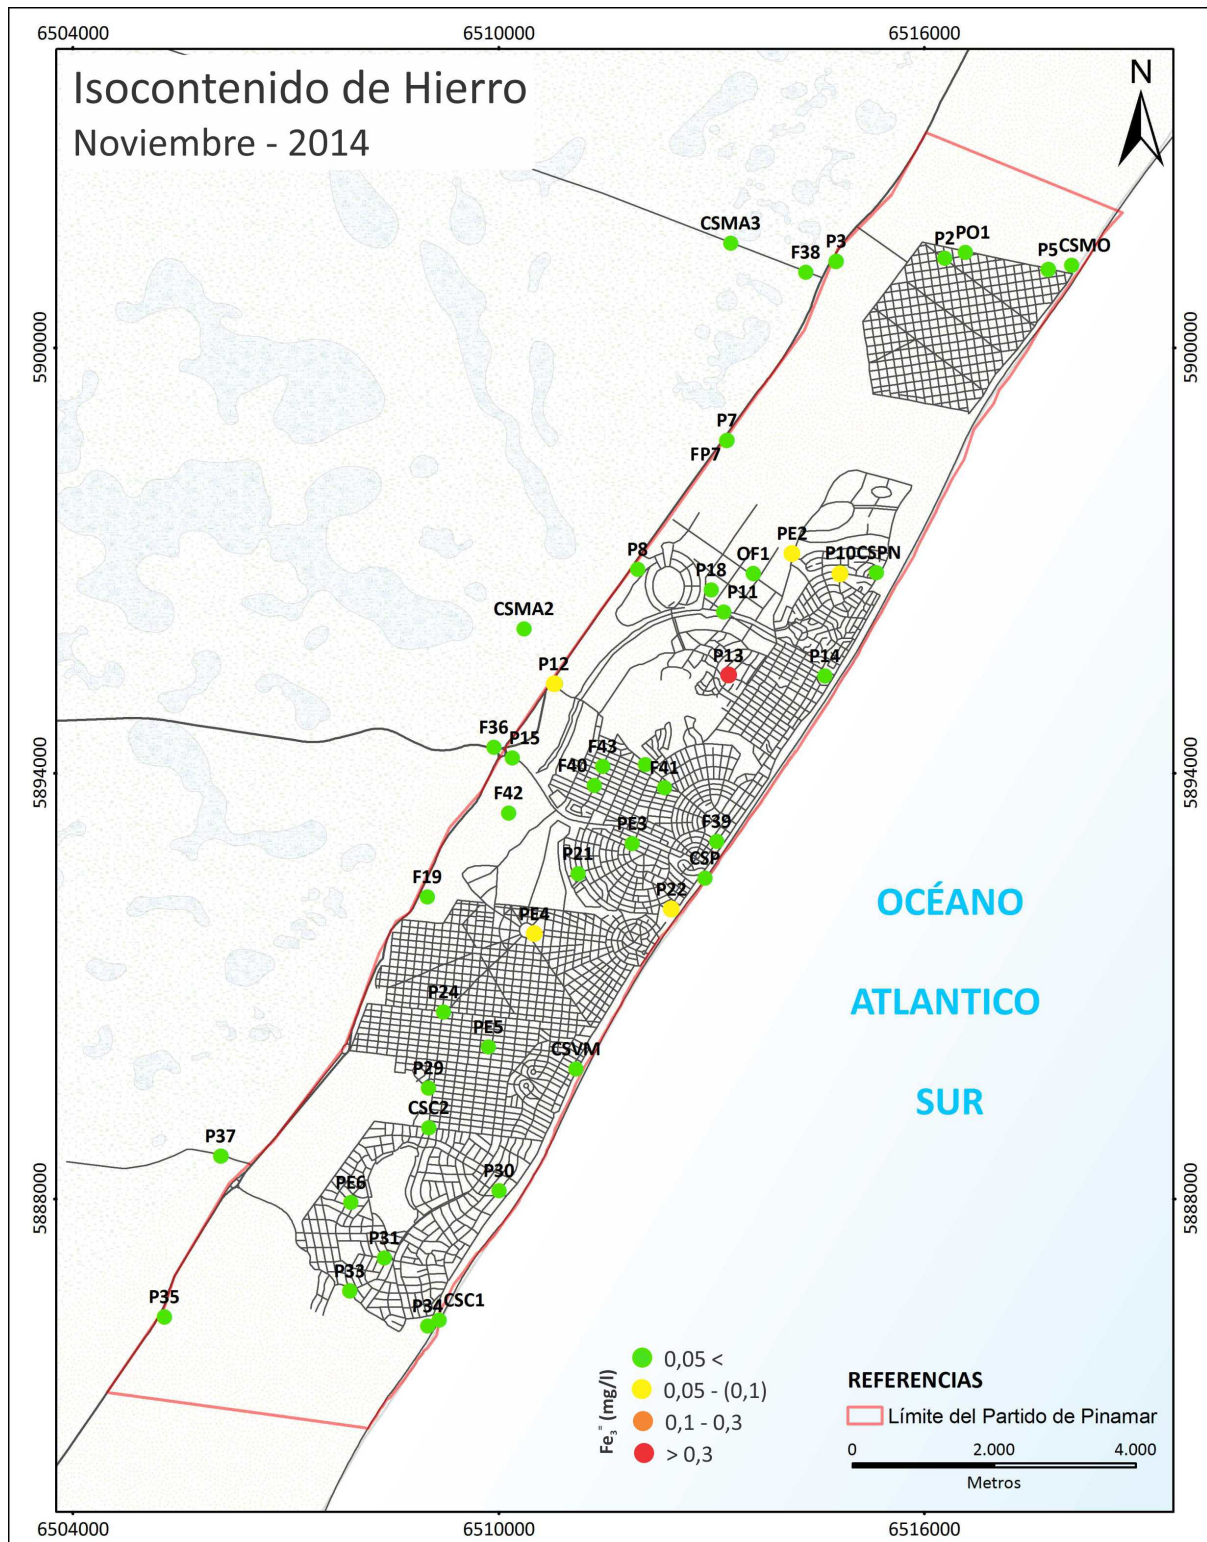 6504000
6510000
6516000
Isocontenido de Hierro
Noviembre - 2014
N
CSMA3
F38
P3
P2
PO1
P5
CSMO
5900000
5900000
P7
FP7
PE2
P8
OF1
P10
CSPN
P18
P11
CSMA2
P12
P13
P14
F36
P15
F43
F40
F41
5894000
5894000
F42
PE3
F39
P21
CSP
F19
P22
PE4
OCÉANO
ATLANTICO
SUR
P24
PE5
CSVM
P29
CSC2
P37
P30
PE6
5888000
5888000
P31
P33
P35
P34
CSC1
Fe₃⁼ (mg/l)
0,05 <
0,05 - (0,1)
0,1 - 0,3
> 0,3
REFERENCIAS
Límite del Partido de Pinamar
0 2.000 4.000
Metros
6504000
6510000
6516000